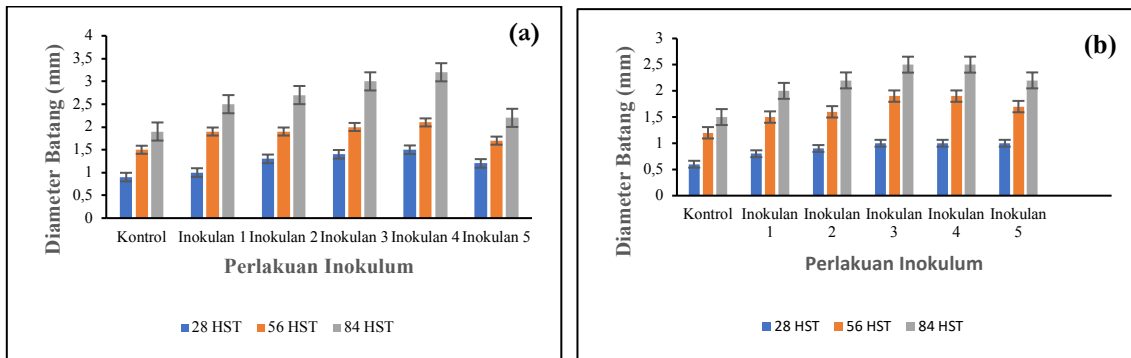 (a)
Diameter Batang (mm)
4
3,5
3
2,5
2
1,5
1
0,5
0
Kontrol Inokulan 1 Inokulan 2 Inokulan 3 Inokulan 4 Inokulan 5
Perlakuan Inokulum
28 HST 56 HST 84 HST
(b)
Diameter Batang (mm)
3
2,5
2
1,5
1
0,5
0
Kontrol Inokulan Inokulan Inokulan Inokulan Inokulan
1 2 3 4 5
Perlakuan Inokulum
28 HST 56 HST 84 HST